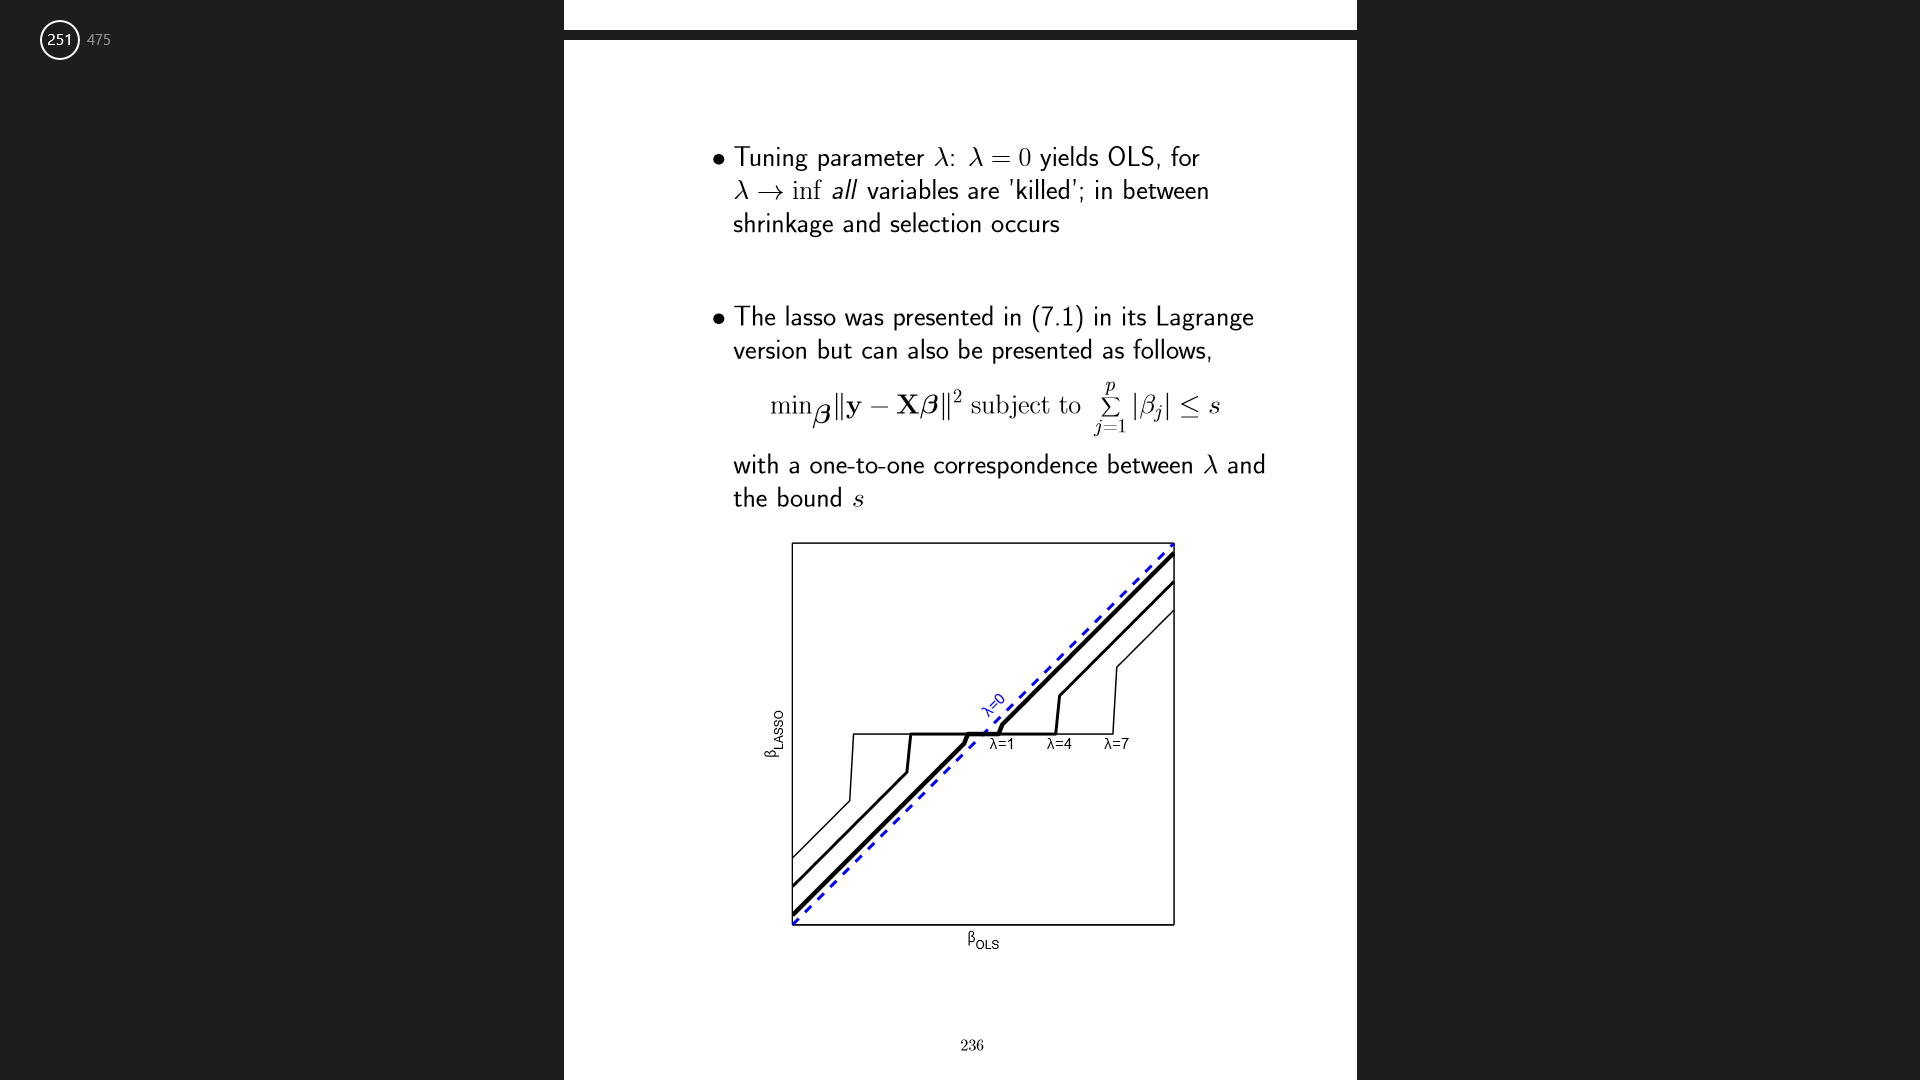 251 475
• Tuning parameter λ: λ = 0 yields OLS, for
λ → inf all variables are 'killed'; in between
shrinkage and selection occurs
• The lasso was presented in (7.1) in its Lagrange
version but can also be presented as follows,
min_β ‖y − Xβ‖² subject to ∑_{j=1}^{p} |β_j| ≤ s
with a one-to-one correspondence between λ and
the bound s
λ=0
β_LASSO
λ=1 λ=4 λ=7
β_OLS
236